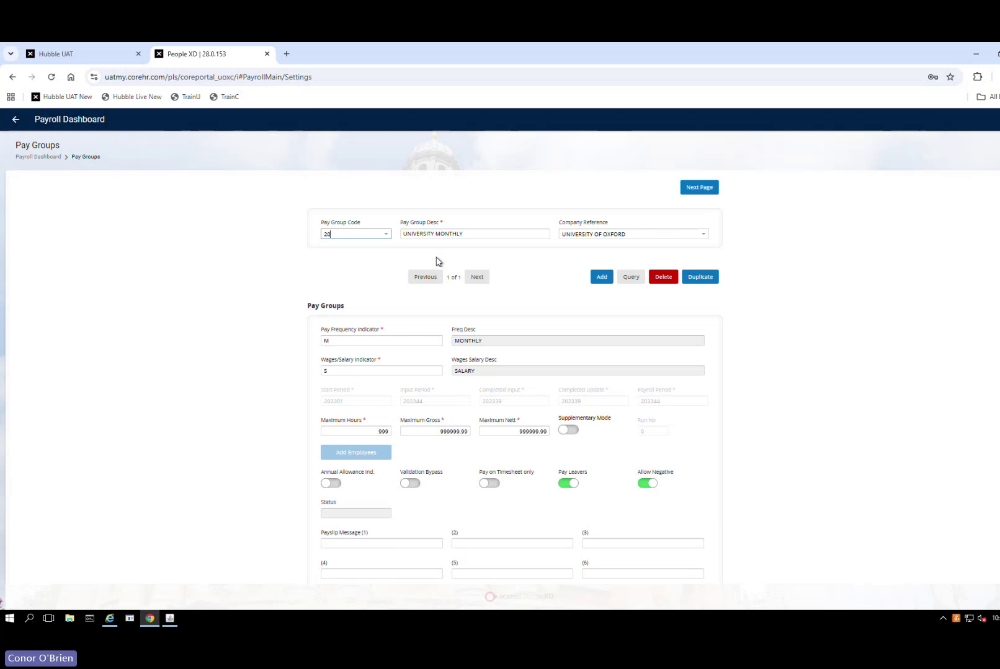 Hubble UAT
People XD | 28.0.153
uatmy.corehr.com/pls/coreportal_uoxc/i#PayrollMain/Settings
Hubble UAT New
Hubble Live New
TrainU
TrainC
All
Payroll Dashboard
Pay Groups
Payroll Dashboard > Pay Groups
Next Page
Pay Group Code Pay Group Desc * Company Reference
20 UNIVERSITY MONTHLY UNIVERSITY OF OXFORD
Previous 1 of 1 Next Add Query Delete Duplicate
Pay Groups
Pay Frequency Indicator * Freq Desc
M MONTHLY
Wages/Salary Indicator * Wages Salary Desc
S SALARY
Start Period * Input Period * Completed Input * Completed Update * Payroll Period *
202301 202344 202339 202339 202344
Maximum Hours * Maximum Gross * Maximum Nett * Supplementary Mode Run No
999 999999.99 999999.99 0
Add Employees
Annual Allowance Ind. Validation Bypass Pay on Timesheet only Pay Leavers Allow Negative
Status
Payslip Message (1) (2) (3)
(4) (5) (6)
access PeopleXD
10:
Conor O'Brien